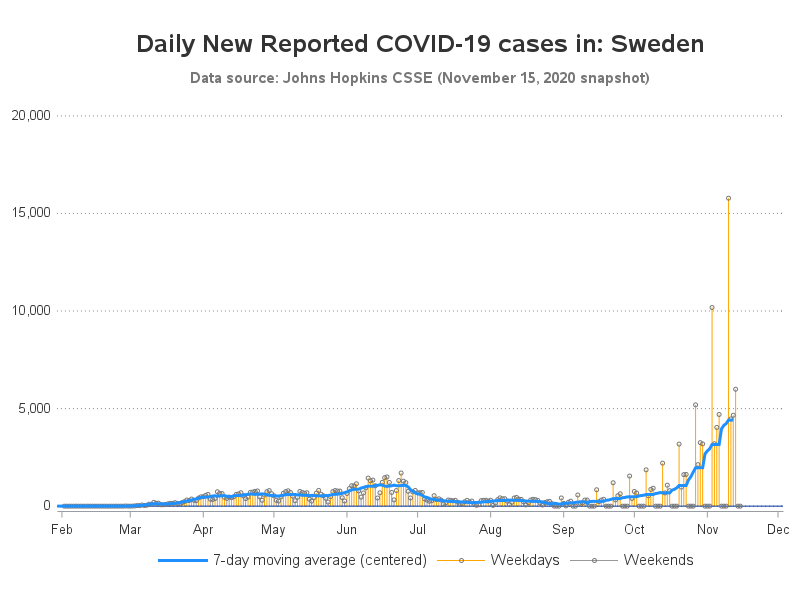 Daily New Reported COVID-19 cases in: Sweden
Data source: Johns Hopkins CSSE (November 15, 2020 snapshot)
20,000
15,000
10,000
5,000
0
Feb Mar Apr May Jun Jul Aug Sep Oct Nov Dec
7-day moving average (centered) Weekdays Weekends